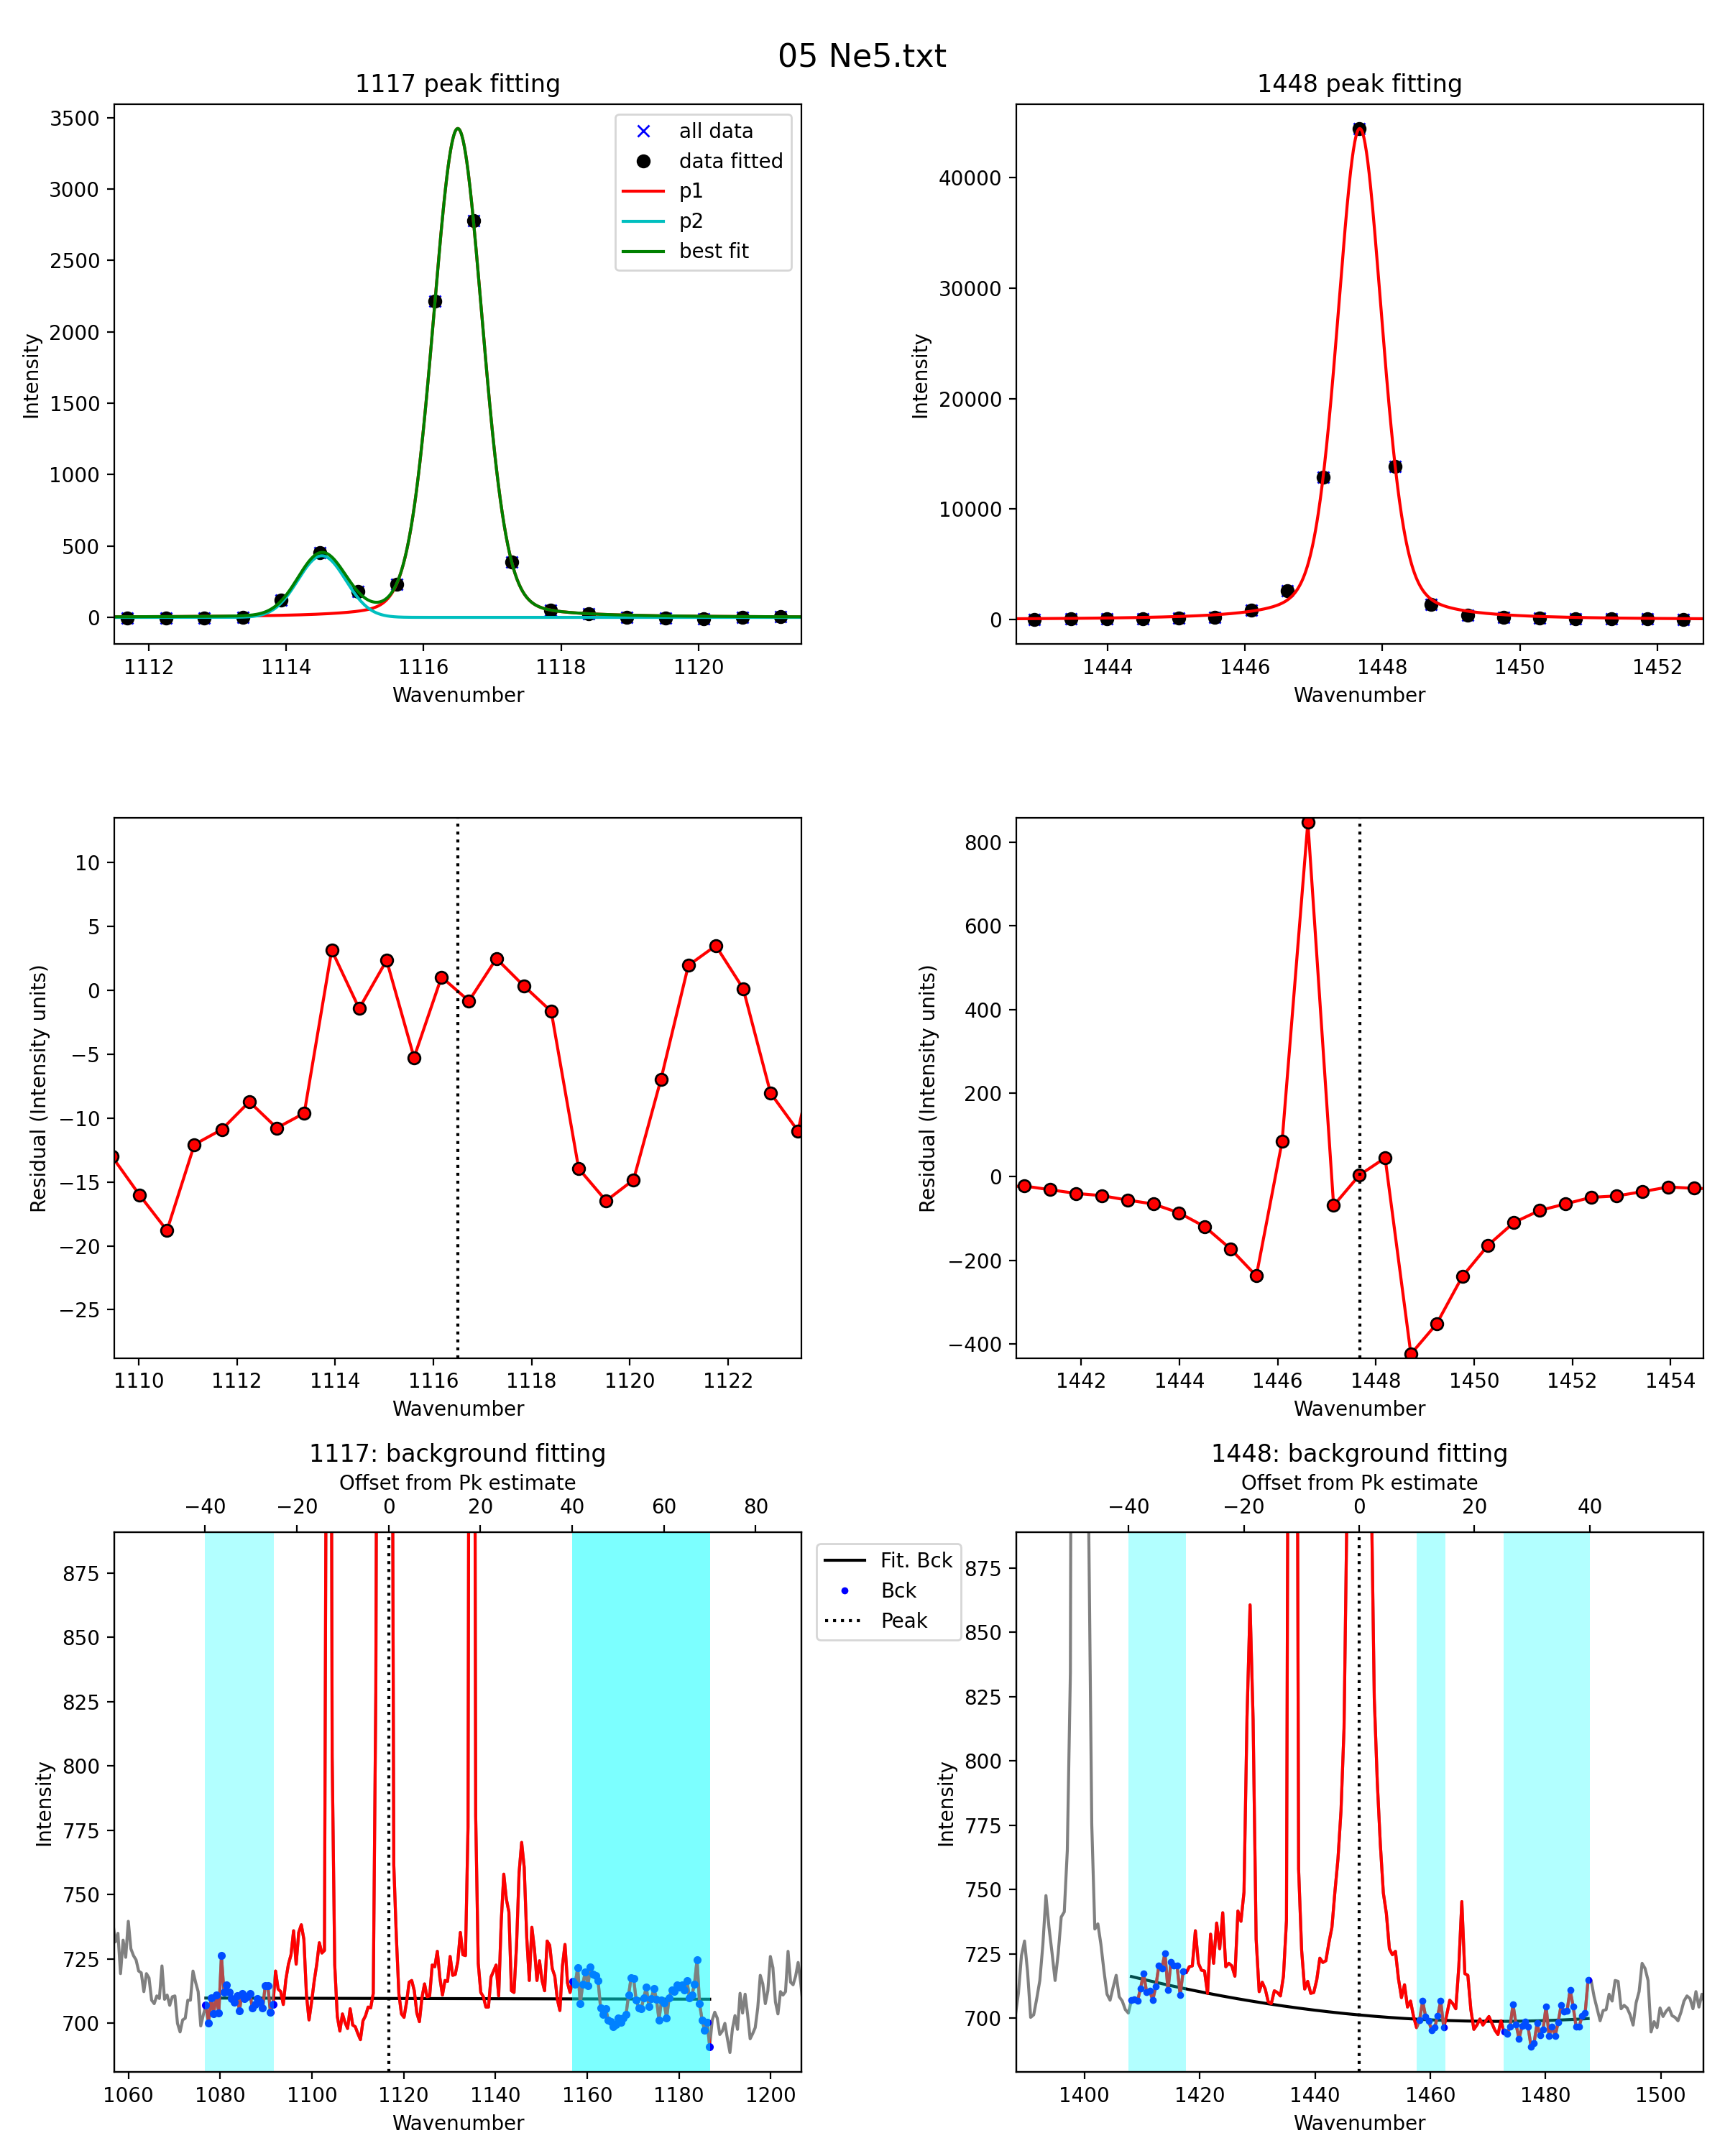 05 Ne5.txt
1117 peak fitting
3500
3000
2500
2000
1500
1000
500
0
Intensity
1112 1114 1116 1118 1120
Wavenumber
all data
data fitted
p1
p2
best fit
1448 peak fitting
40000
30000
20000
10000
0
Intensity
1444 1446 1448 1450 1452
Wavenumber
10
5
0
−5
−10
−15
−20
−25
Residual (Intensity units)
1110 1112 1114 1116 1118 1120 1122
Wavenumber
800
600
400
200
0
−200
−400
Residual (Intensity units)
1442 1444 1446 1448 1450 1452 1454
Wavenumber
1117: background fitting
Offset from Pk estimate
−40 −20 0 20 40 60 80
875
850
825
800
775
750
725
700
Intensity
1060 1080 1100 1120 1140 1160 1180 1200
Wavenumber
Fit. Bck
Bck
Peak
1448: background fitting
Offset from Pk estimate
−40 −20 0 20 40
875
850
825
800
775
750
725
700
Intensity
1400 1420 1440 1460 1480 1500
Wavenumber